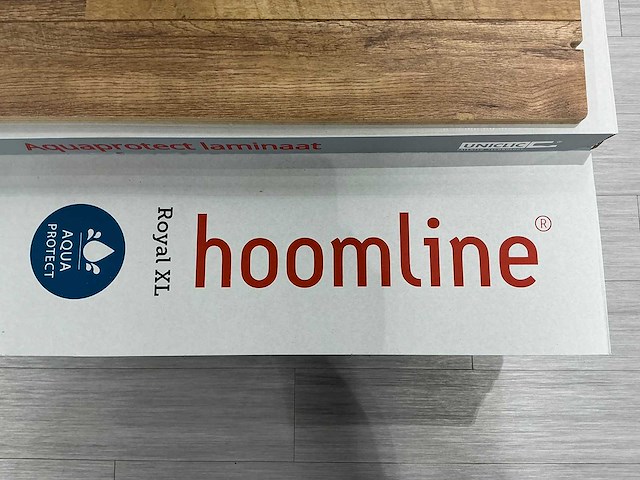 Aquaprotect laminaat
UNICLIC
AQUA
PROTECT
Royal XL
hoomline®